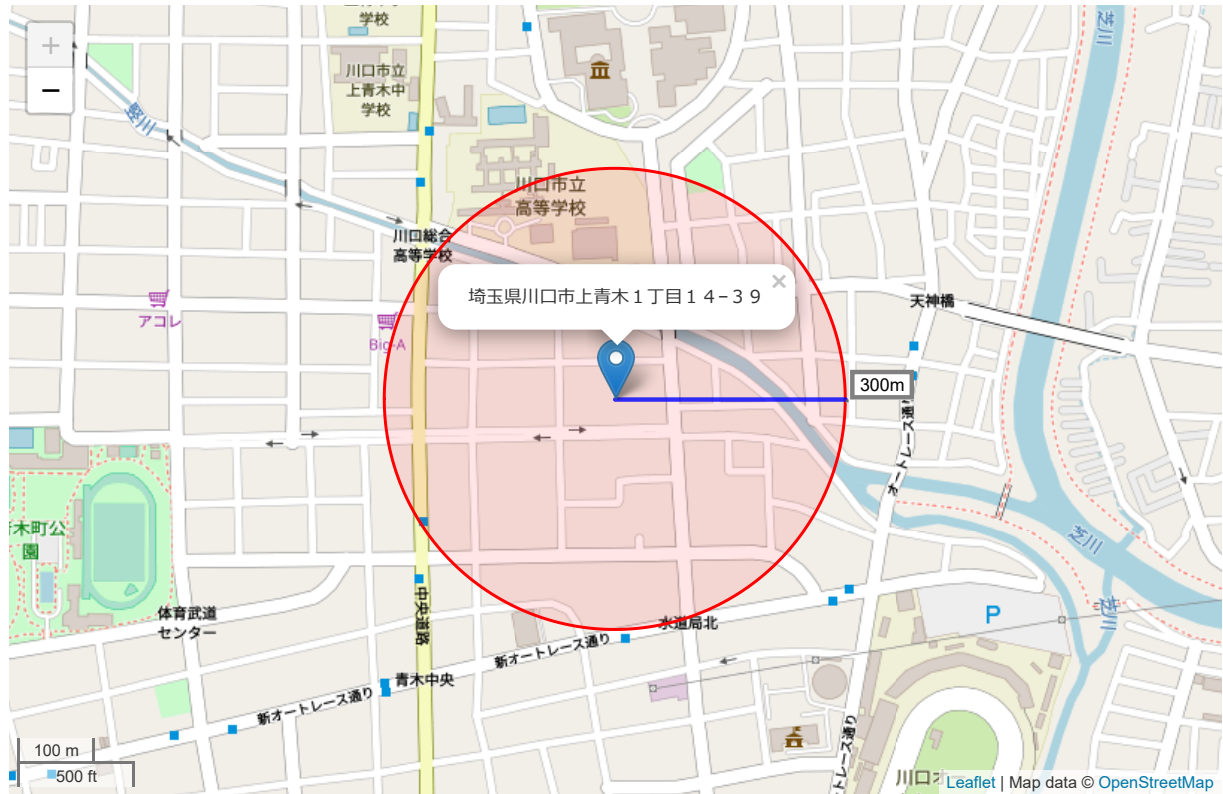 学校
芝川
+
−
川口市立
上青木中
学校
竪川
川口市立
高等学校
川口総合
高等学校
×
埼玉県川口市上青木１丁目１４−３９
天神橋
アコレ
Big-A
300m
オートレース通り
木町公
園
芝川
中央道路
体育武道
センター
水道局北
P
芝川
新オートレース通り
青木中央
新オートレース通り
トレース通り
100 m
500 ft
川口オ
Leaflet | Map data © OpenStreetMap